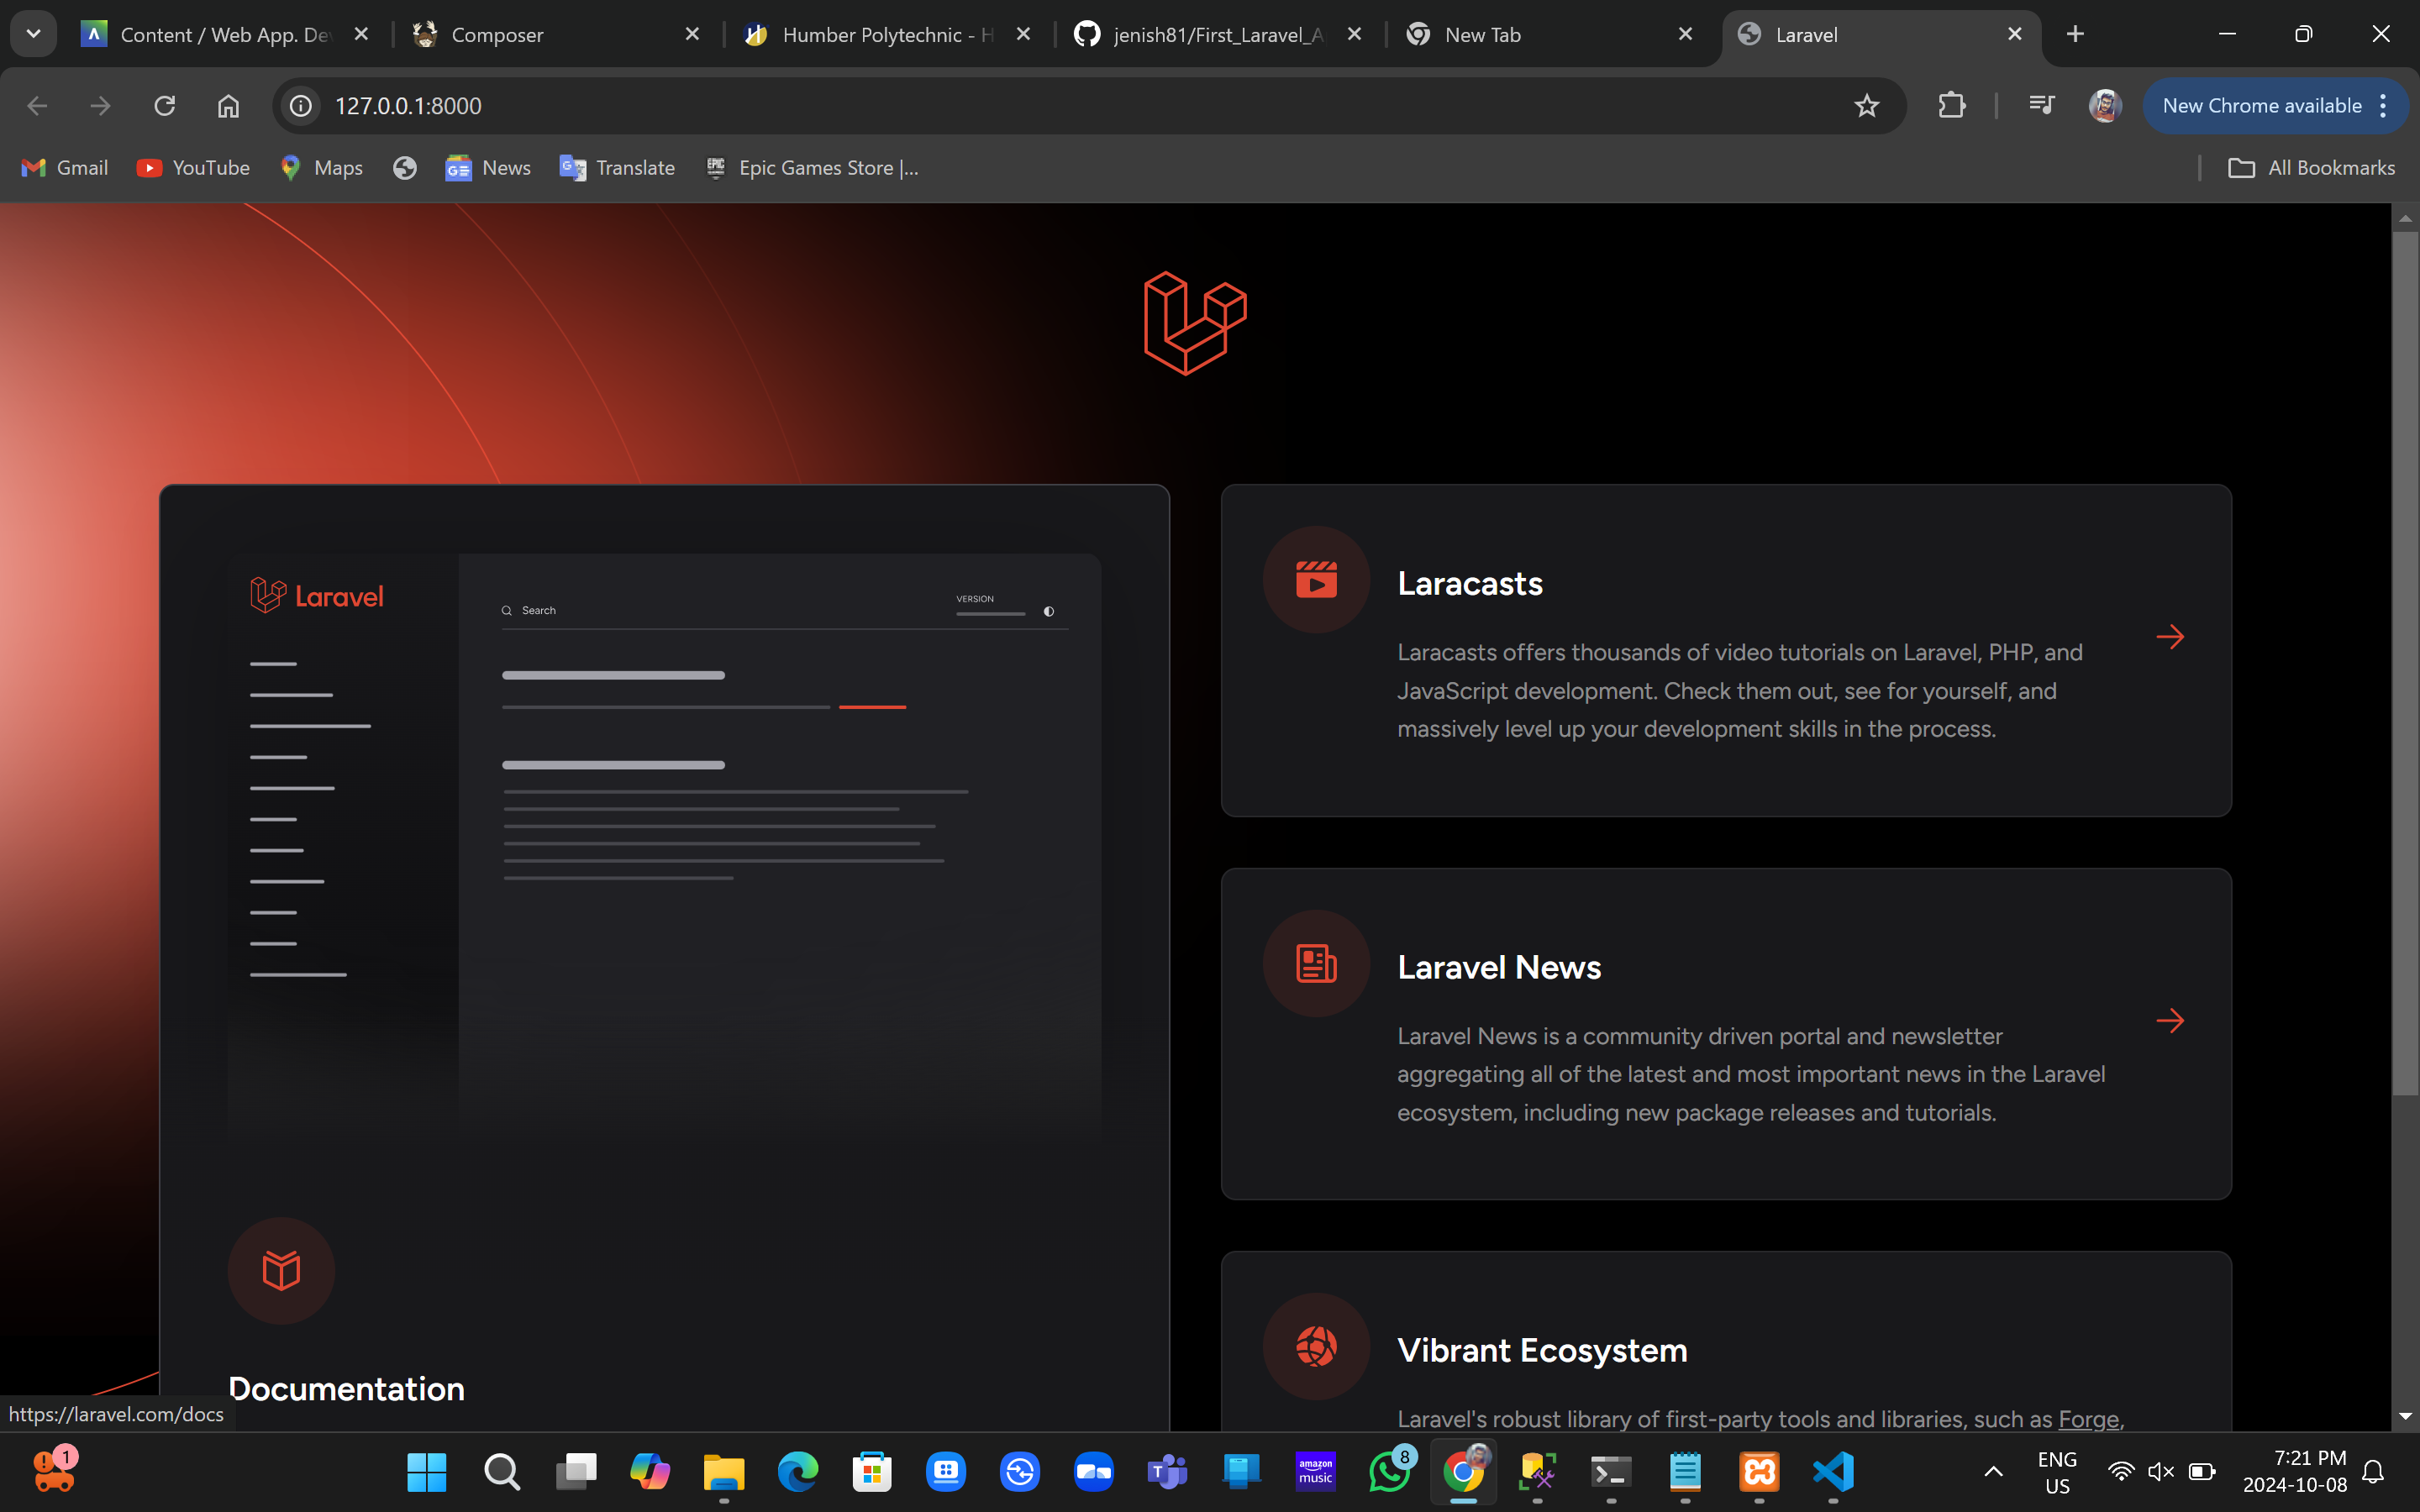 Content / Web App. De
Composer
Humber Polytechnic - H
jenish81/First_Laravel_A
New Tab
Laravel
127.0.0.1:8000
New Chrome available
Gmail
YouTube
Maps
News
Translate
Epic Games Store |...
All Bookmarks
Laravel
Search
VERSION
Documentation
Laracasts
Laracasts offers thousands of video tutorials on Laravel, PHP, and
JavaScript development. Check them out, see for yourself, and
massively level up your development skills in the process.
Laravel News
Laravel News is a community driven portal and newsletter
aggregating all of the latest and most important news in the Laravel
ecosystem, including new package releases and tutorials.
Vibrant Ecosystem
Laravel's robust library of first-party tools and libraries, such as Forge,
https://laravel.com/docs
1
amazon
music
8
ENG
US
7:21 PM
2024-10-08